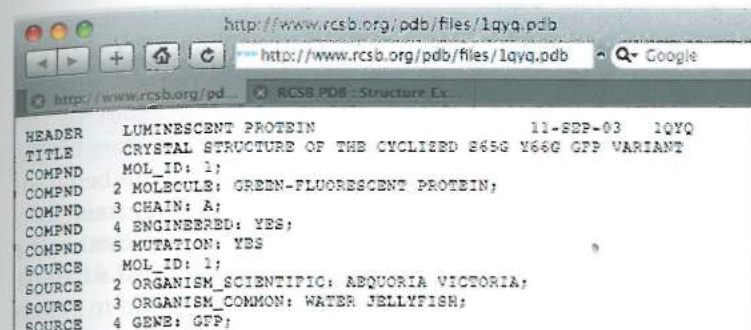 http://www.rcsb.org/pdb/files/1qyq.pdb
http://www.rcsb.org/pdb/files/1qyq.pdb Q- Google
http://www.rcsb.org/pd... RCSB PDB : Structure Ex...
HEADER LUMINESCENT PROTEIN 11-SEP-03 1QYQ
TITLE CRYSTAL STRUCTURE OF THE CYCLIZED S65G Y66G GFP VARIANT
COMPND MOL_ID: 1;
COMPND 2 MOLECULE: GREEN-FLUORESCENT PROTEIN;
COMPND 3 CHAIN: A;
COMPND 4 ENGINEERED: YES;
COMPND 5 MUTATION: YES
SOURCE MOL_ID: 1;
SOURCE 2 ORGANISM_SCIENTIFIC: AEQUORIA VICTORIA;
SOURCE 3 ORGANISM_COMMON: WATER JELLYFISH;
SOURCE 4 GENE: GFP;